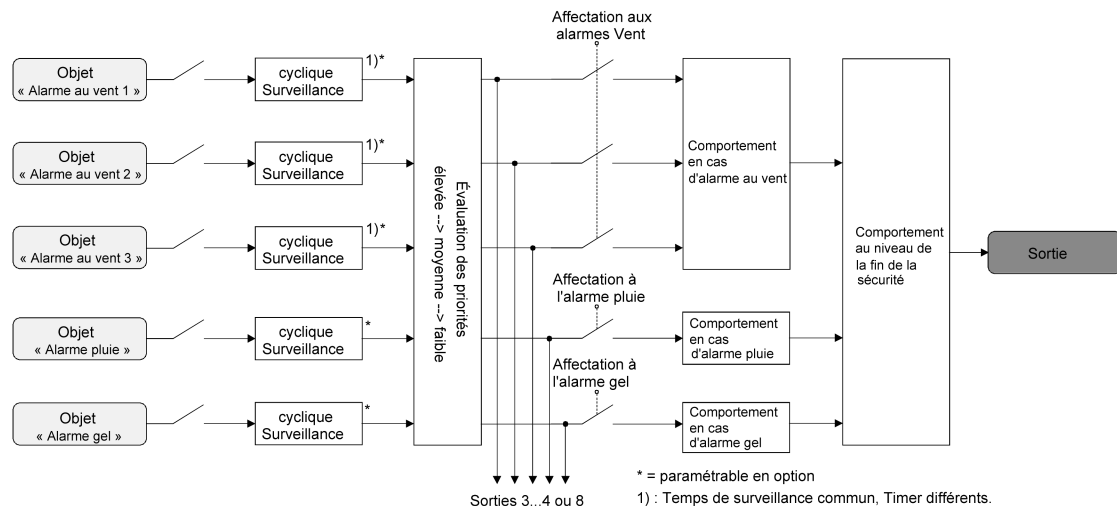 Affectation aux
alarmes Vent
Objet
« Alarme au vent 1 »
cyclique
Surveillance
1)*
Objet
« Alarme au vent 2 »
cyclique
Surveillance
1)*
Objet
« Alarme au vent 3 »
cyclique
Surveillance
1)*
Objet
« Alarme pluie »
cyclique
Surveillance
*
Objet
« Alarme gel »
cyclique
Surveillance
*
Évaluation des priorités
élevée --> moyenne --> faible
Comportement
en cas
d'alarme au vent
Affectation à
l'alarme pluie
Comportement
en cas
d'alarme pluie
Affectation à
l'alarme gel
Comportement
en cas
d'alarme gel
Comportement
au niveau de
la fin de la
sécurité
Sortie
Sorties 3...4 ou 8
* = paramétrable en option
1) : Temps de surveillance commun, Timer différents.